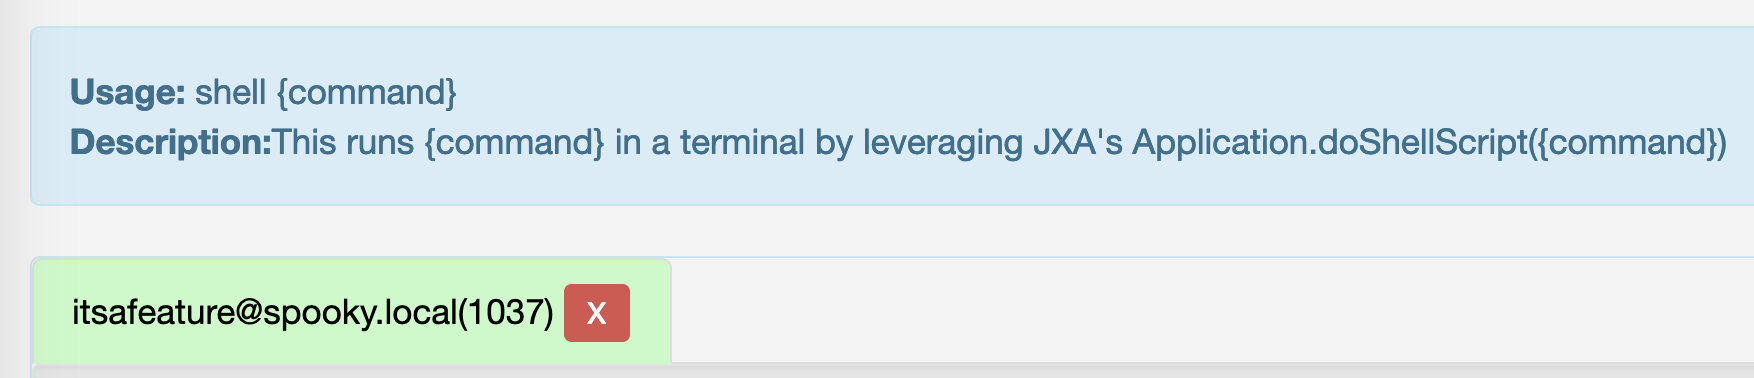 Usage: shell {command}
Description:This runs {command} in a terminal by leveraging JXA's Application.doShellScript({command})
itsafeature@spooky.local(1037) X